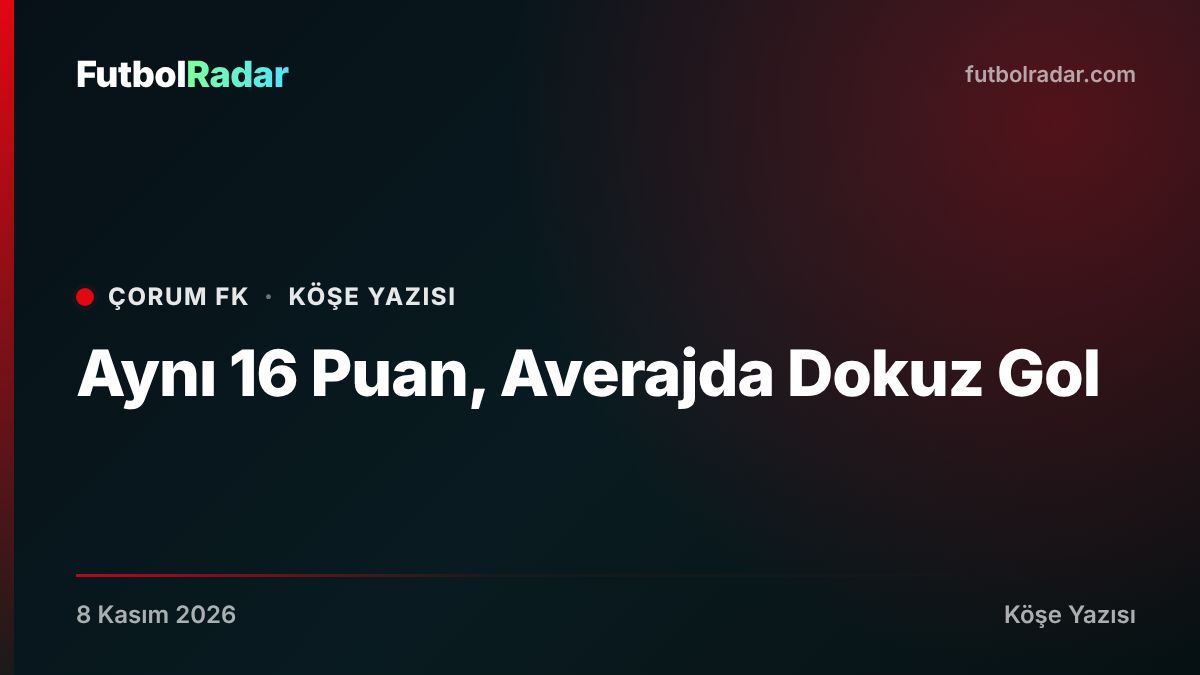 FutbolRadar
futbolradar.com
ÇORUM FK · KÖŞE YAZISI
Aynı 16 Puan, Averajda Dokuz Gol
8 Kasım 2026
Köşe Yazısı